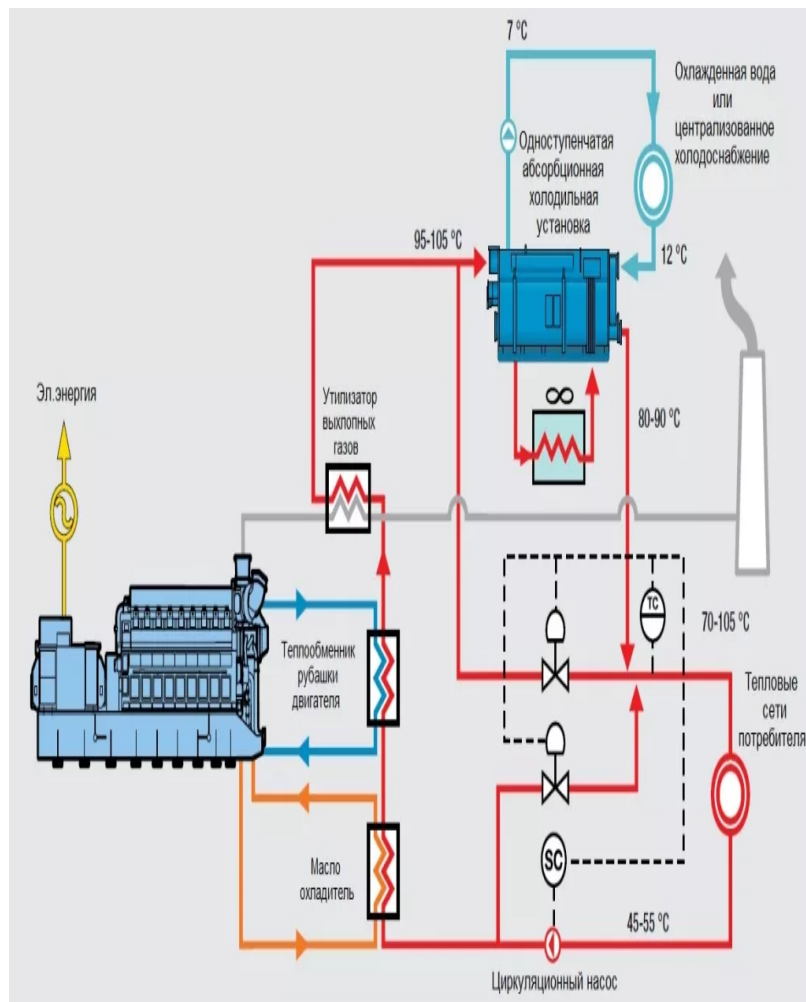 7 °C
Охлажденная вода
или
централизованное
холодоснабжение
Одноступенчатая
абсорбционная
холодильная
установка
95-105 °C
12 °C
Эл.энергия
Утилизатор
выхлопных
газов
80-90 °C
TC
70-105 °C
Теплообменник
рубашки
двигателя
Тепловые
сети
потребителя
Масло
охладитель
SC
45-55 °C
Циркуляционный насос